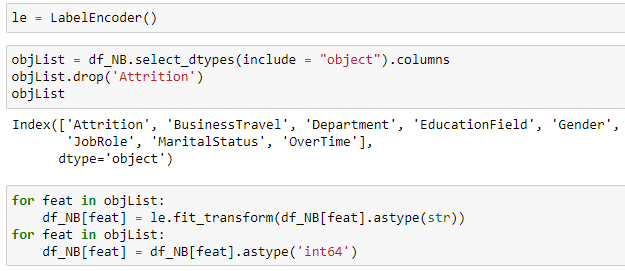 le = LabelEncoder()
objList = df_NB.select_dtypes(include = "object").columns
objList.drop('Attrition')
objList
Index(['Attrition', 'BusinessTravel', 'Department', 'EducationField', 'Gender',
       'JobRole', 'MaritalStatus', 'OverTime'],
      dtype='object')
for feat in objList:
    df_NB[feat] = le.fit_transform(df_NB[feat].astype(str))
for feat in objList:
    df_NB[feat] = df_NB[feat].astype('int64')